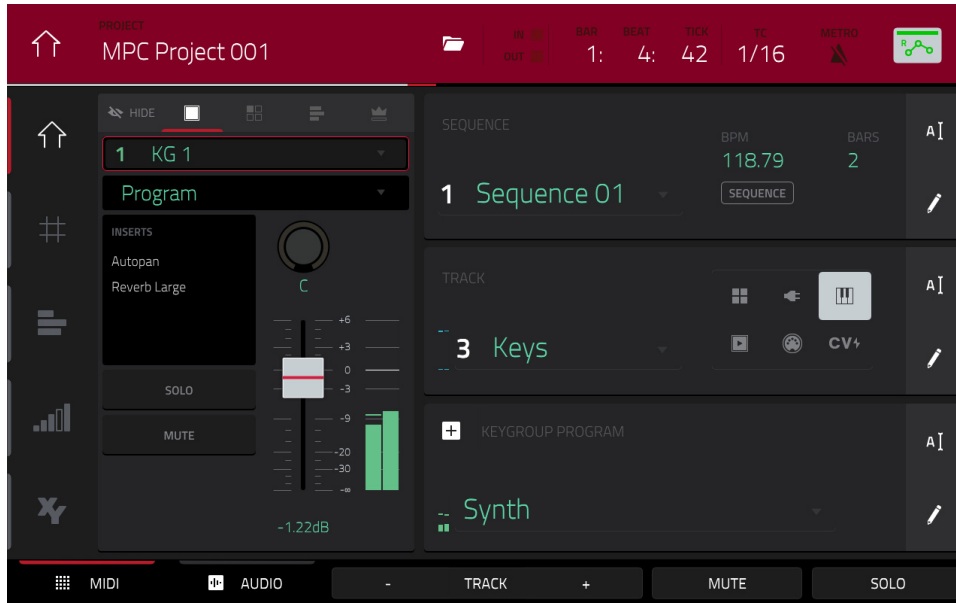 PROJECT
MPC Project 001
IN
OUT
BAR BEAT TICK TC METRO
1: 4: 42 1/16
R
HIDE
1 KG 1
Program
INSERTS
Autopan
Reverb Large
C
+6
+3
0
-3
-9
-20
-30
-∞
SOLO
MUTE
-1.22dB
SEQUENCE
1 Sequence 01
BPM BARS
118.79 2
SEQUENCE
A
TRACK
3 Keys
CV
A
KEYGROUP PROGRAM
Synth
A
XY
MIDI AUDIO - TRACK + MUTE SOLO